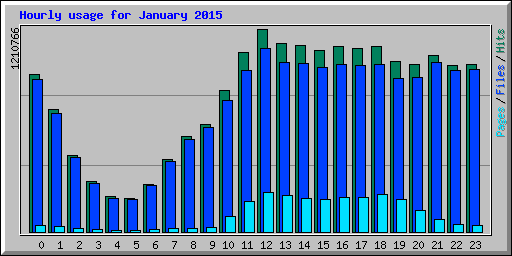 Hourly usage for January 2015
1210766
Pages/Files/Hits
0 1 2 3 4 5 6 7 8 9 10 11 12 13 14 15 16 17 18 19 20 21 22 23